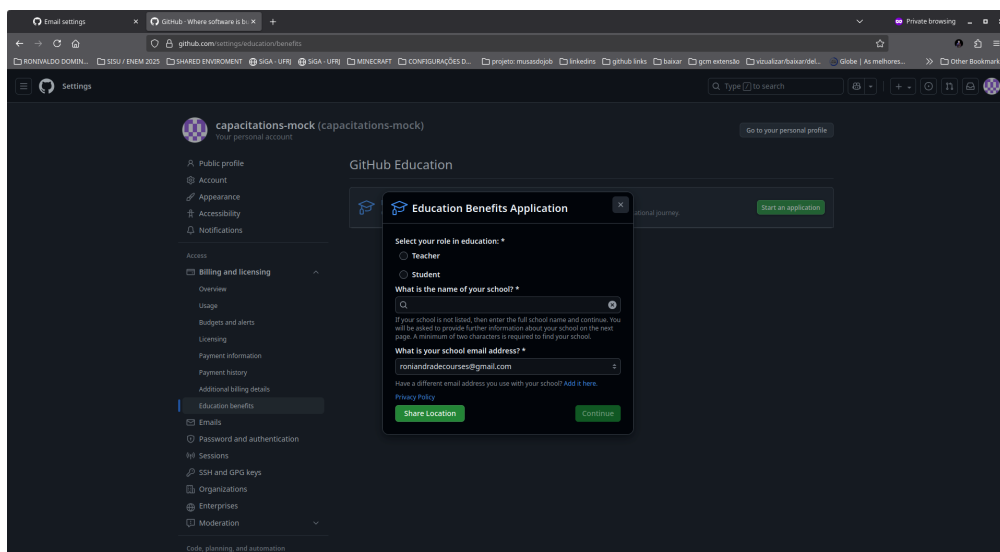 Email settings
GitHub · Where software is bu
Private browsing
github.com/settings/education/benefits
RONIVALDO DOMIN...
SISU / ENEM 2025
SHARED ENVIROMENT
SiGA - UFRJ
SiGA - UFRJ
MINECRAFT
CONFIGURAÇÕES D...
projeto: musasdojob
linkedins
github links
baixar
gcm extensão
vizualizar/baixar/del...
Globe | As melhores...
Other Bookmark
Settings
Type / to search
capacitations-mock (capacitations-mock)
Your personal account
Go to your personal profile
Public profile
Account
Appearance
Accessibility
Notifications
Access
Billing and licensing
Overview
Usage
Budgets and alerts
Licensing
Payment information
Payment history
Additional billing details
Education benefits
Emails
Password and authentication
Sessions
SSH and GPG keys
Organizations
Enterprises
Moderation
Code, planning, and automation
GitHub Education
ational journey.
Start an application
Education Benefits Application
Select your role in education: *
Teacher
Student
What is the name of your school? *
If your school is not listed, then enter the full school name and continue. You
will be asked to provide further information about your school on the next
page. A minimum of two characters is required to find your school.
What is your school email address? *
roniandradecourses@gmail.com
Have a different email address you use with your school? Add it here.
Privacy Policy
Share Location
Continue